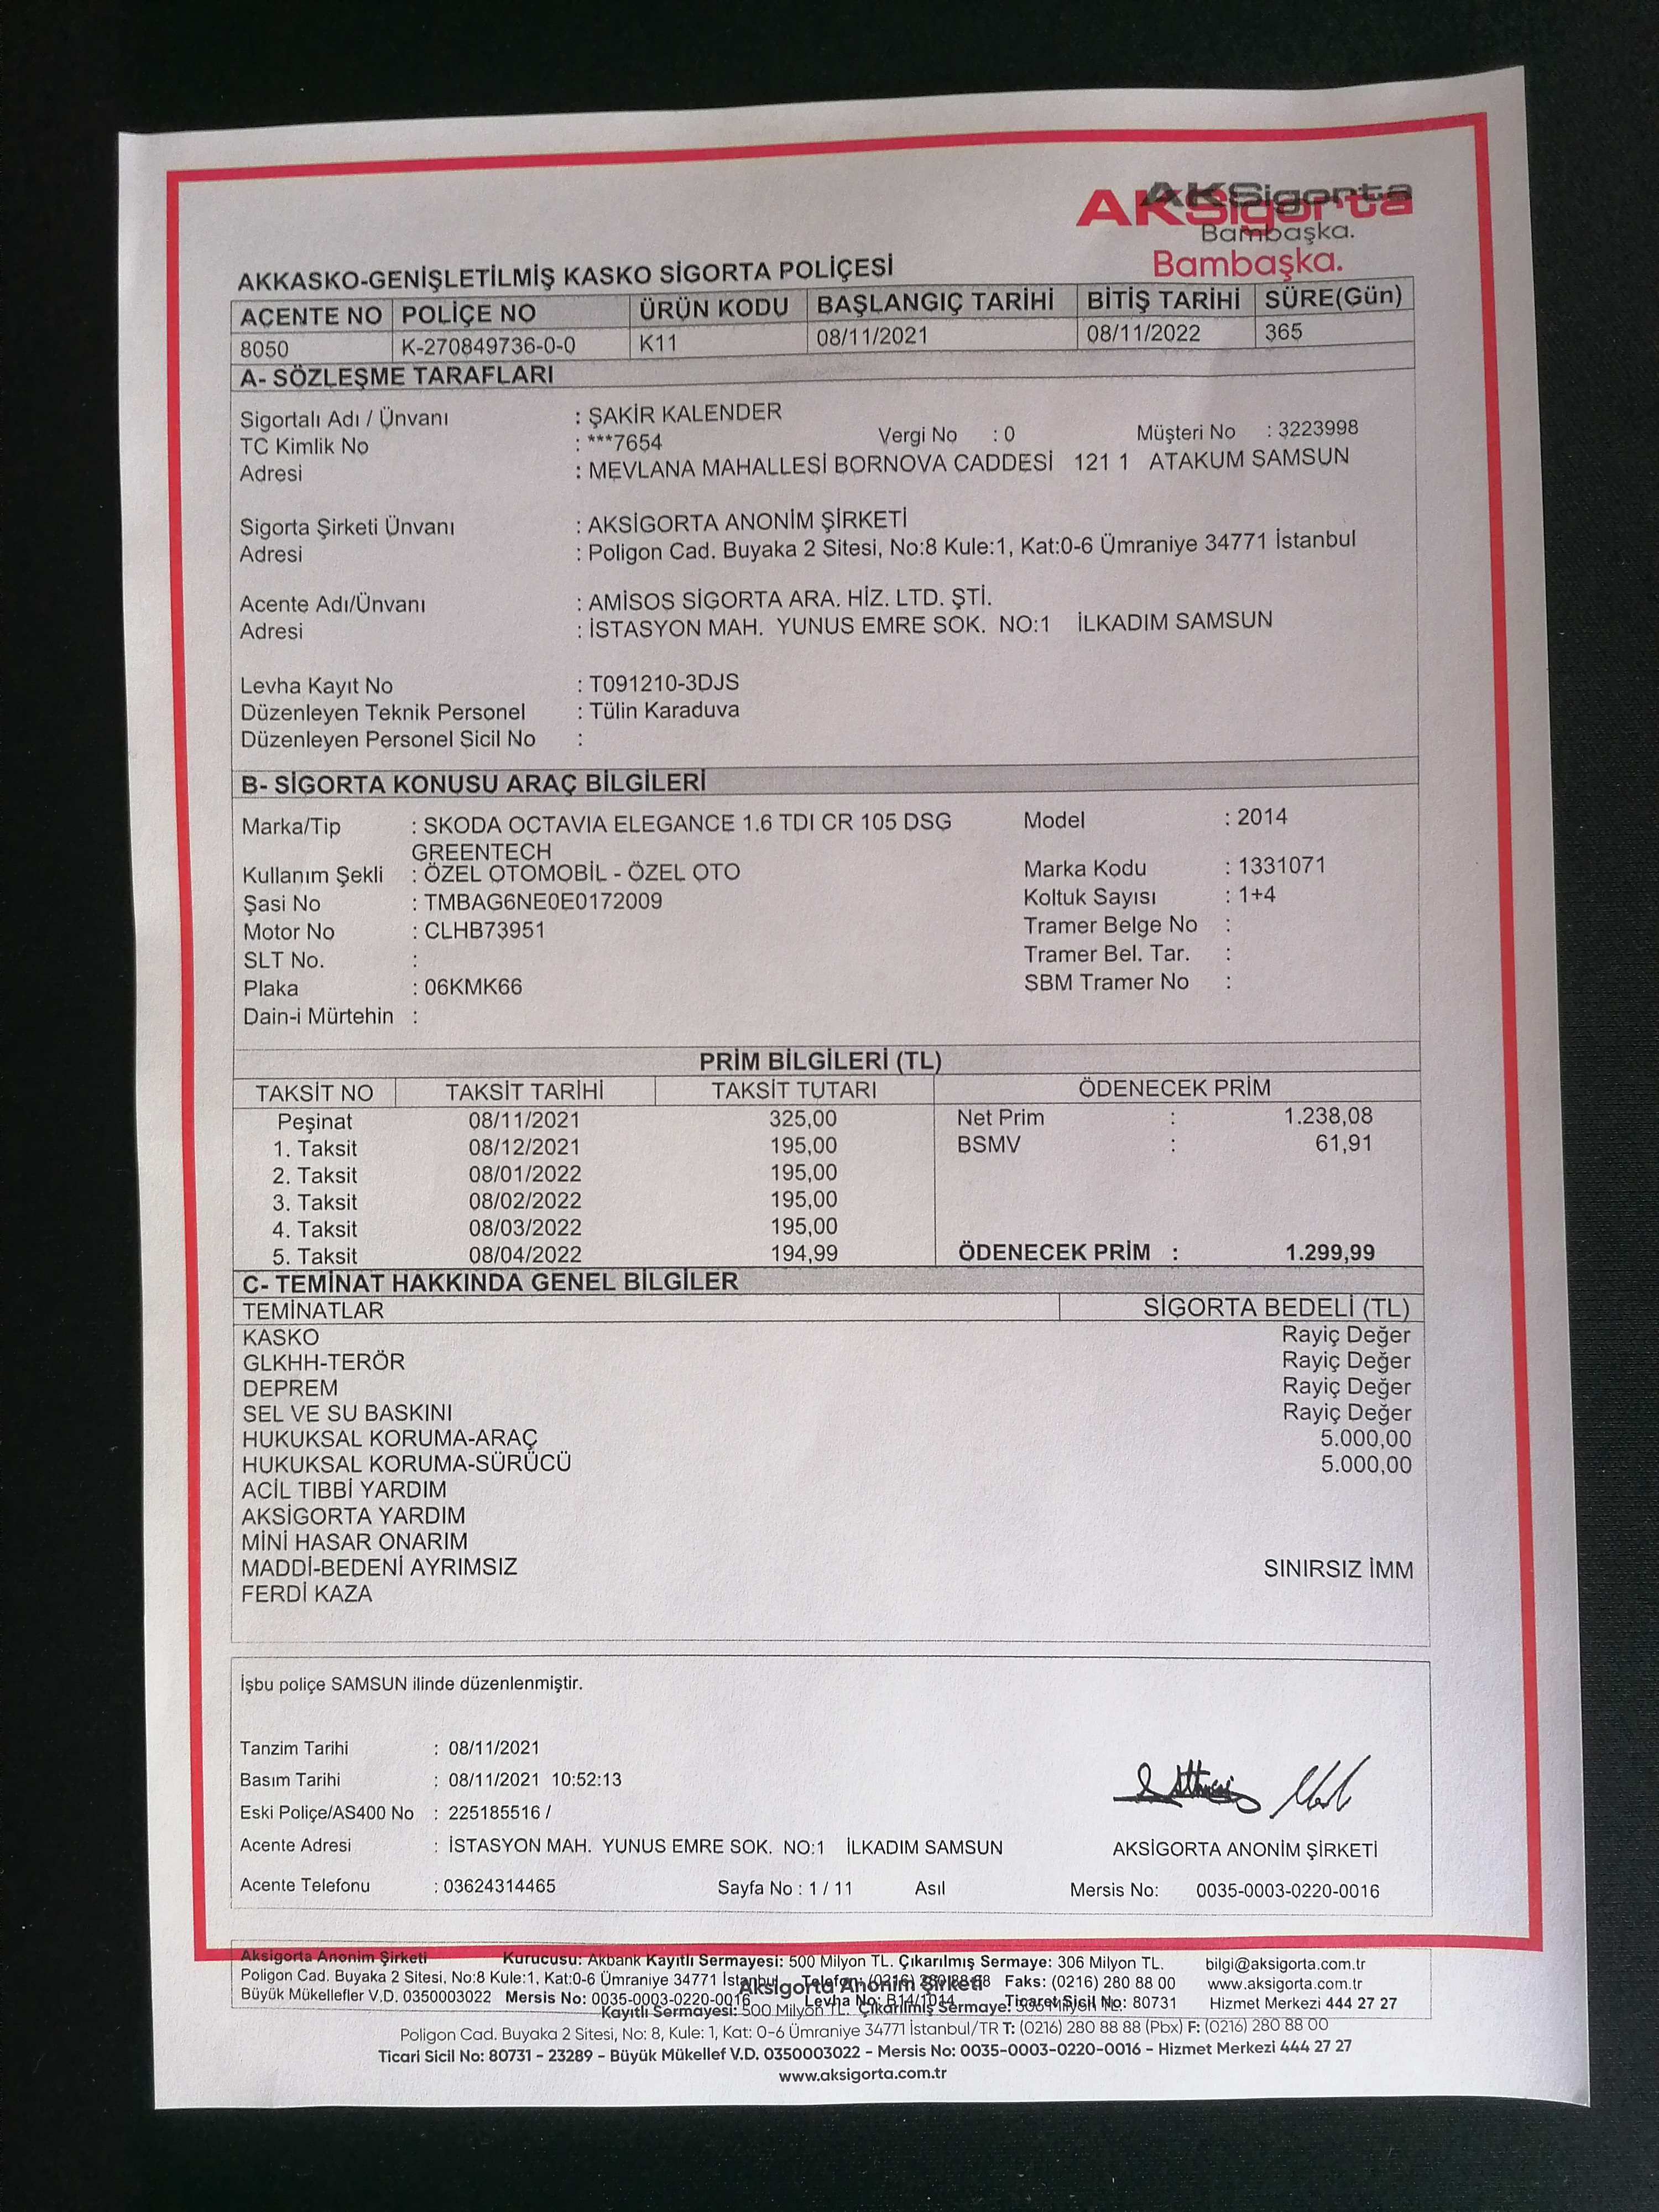 AKSigorta
AKSigorta
Bambaşka.
Bambaşka.
AKKASKO-GENİŞLETİLMİŞ KASKO SİGORTA POLİÇESİ
ACENTE NO POLİÇE NO ÜRÜN KODU BAŞLANGIÇ TARİHİ BİTİŞ TARİHİ SÜRE(Gün)
8050 K-270849736-0-0 K11 08/11/2021 08/11/2022 365
A- SÖZLEŞME TARAFLARI
Sigortalı Adı / Ünvanı : ŞAKİR KALENDER
TC Kimlik No : ***7654 Vergi No : 0 Müşteri No : 3223998
Adresi : MEVLANA MAHALLESİ BORNOVA CADDESİ 121 1 ATAKUM SAMSUN
Sigorta Şirketi Ünvanı : AKSİGORTA ANONİM ŞİRKETİ
Adresi : Poligon Cad. Buyaka 2 Sitesi, No:8 Kule:1, Kat:0-6 Ümraniye 34771 İstanbul
Acente Adı/Ünvanı : AMİSOS SİGORTA ARA. HİZ. LTD. ŞTİ.
Adresi : İSTASYON MAH. YUNUS EMRE SOK. NO:1 İLKADIM SAMSUN
Levha Kayıt No : T091210-3DJS
Düzenleyen Teknik Personel : Tülin Karaduva
Düzenleyen Personel Sicil No :
B- SİGORTA KONUSU ARAÇ BİLGİLERİ
Marka/Tip : SKODA OCTAVIA ELEGANCE 1.6 TDI CR 105 DSG Model : 2014
GREENTECH
Kullanım Şekli : ÖZEL OTOMOBİL - ÖZEL OTO Marka Kodu : 1331071
Şasi No : TMBAG6NE0E0172009 Koltuk Sayısı : 1+4
Motor No : CLHB73951 Tramer Belge No :
SLT No. : Tramer Bel. Tar. :
Plaka : 06KMK66 SBM Tramer No :
Dain-i Mürtehin :
PRİM BİLGİLERİ (TL)
TAKSİT NO TAKSİT TARİHİ TAKSİT TUTARI ÖDENECEK PRİM
Peşinat 08/11/2021 325,00 Net Prim : 1.238,08
1. Taksit 08/12/2021 195,00 BSMV : 61,91
2. Taksit 08/01/2022 195,00
3. Taksit 08/02/2022 195,00
4. Taksit 08/03/2022 195,00
5. Taksit 08/04/2022 194,99 ÖDENECEK PRİM : 1.299,99
C- TEMİNAT HAKKINDA GENEL BİLGİLER
TEMİNATLAR SİGORTA BEDELİ (TL)
KASKO Rayiç Değer
GLKHH-TERÖR Rayiç Değer
DEPREM Rayiç Değer
SEL VE SU BASKINI Rayiç Değer
HUKUKSAL KORUMA-ARAÇ 5.000,00
HUKUKSAL KORUMA-SÜRÜCÜ 5.000,00
ACİL TIBBİ YARDIM
AKSİGORTA YARDIM
MİNİ HASAR ONARIM
MADDİ-BEDENİ AYRIMSIZ SINIRSIZ İMM
FERDİ KAZA
İşbu poliçe SAMSUN ilinde düzenlenmiştir.
Tanzim Tarihi : 08/11/2021
Basım Tarihi : 08/11/2021 10:52:13
Eski Poliçe/AS400 No : 225185516 /
Acente Adresi : İSTASYON MAH. YUNUS EMRE SOK. NO:1 İLKADIM SAMSUN AKSİGORTA ANONİM ŞİRKETİ
Acente Telefonu : 03624314465 Sayfa No : 1 / 11 Asıl Mersis No: 0035-0003-0220-0016
Aksigorta Anonim Şirketi Kurucusu: Akbank Kayıtlı Sermayesi: 500 Milyon TL. Çıkarılmış Sermaye: 306 Milyon TL. bilgi@aksigorta.com.tr
Poligon Cad. Buyaka 2 Sitesi, No:8 Kule:1, Kat:0-6 Ümraniye 34771 İstanbul Telefon: (0216) 280 88 88 Faks: (0216) 280 88 00 www.aksigorta.com.tr
Aksigorta Anonim Şirketi
Büyük Mükellefler V.D. 0350003022 Mersis No: 0035-0003-0220-0016 Levha No: Ticaret Sicil No: 80731 Hizmet Merkezi 444 27 27
Kayıtlı Sermayesi: 500 Milyon TL. Çıkarılmış Sermaye: 306 Milyon TL.
Poligon Cad. Buyaka 2 Sitesi, No: 8, Kule: 1, Kat: 0-6 Ümraniye 34771 İstanbul/TR T: (0216) 280 88 88 (Pbx) F: (0216) 280 88 00
Ticari Sicil No: 80731 - 23289 - Büyük Mükellef V.D. 0350003022 - Mersis No: 0035-0003-0220-0016 - Hizmet Merkezi 444 27 27
www.aksigorta.com.tr